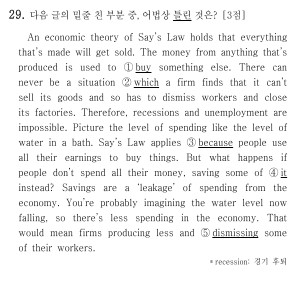 29. 다음 글의 밑줄 친 부분 중, 어법상 틀린 것은? [3점]
An economic theory of Say's Law holds that everything
that's made will get sold. The money from anything that's
produced is used to ① buy something else. There can
never be a situation ② which a firm finds that it can't
sell its goods and so has to dismiss workers and close
its factories. Therefore, recessions and unemployment are
impossible. Picture the level of spending like the level of
water in a bath. Say's Law applies ③ because people use
all their earnings to buy things. But what happens if
people don't spend all their money, saving some of ④ it
instead? Savings are a 'leakage' of spending from the
economy. You're probably imagining the water level now
falling, so there's less spending in the economy. That
would mean firms producing less and ⑤ dismissing some
of their workers.
* recession: 경기 후퇴